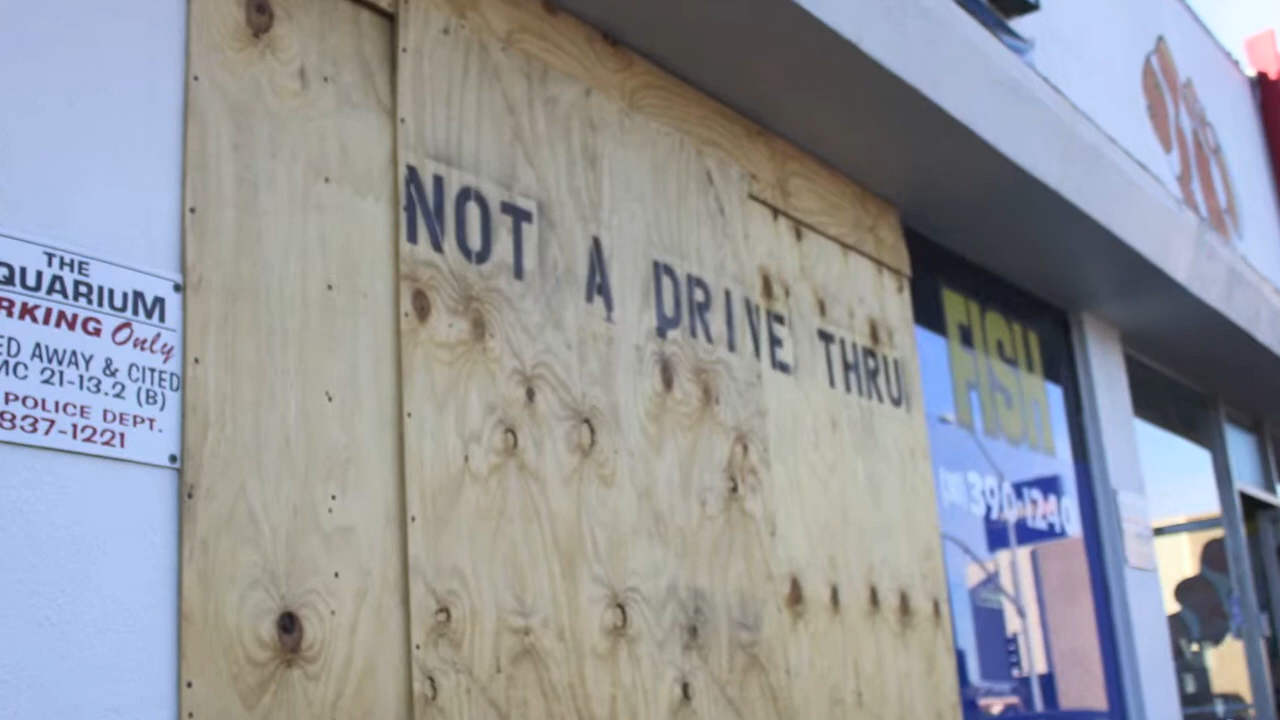 THE
QUARIUM
RKING Only
ED AWAY & CITED
MC 21-13.2 (B)
POLICE DEPT.
837-1221
NOT A DRIVE THRU
FISH
390-1240